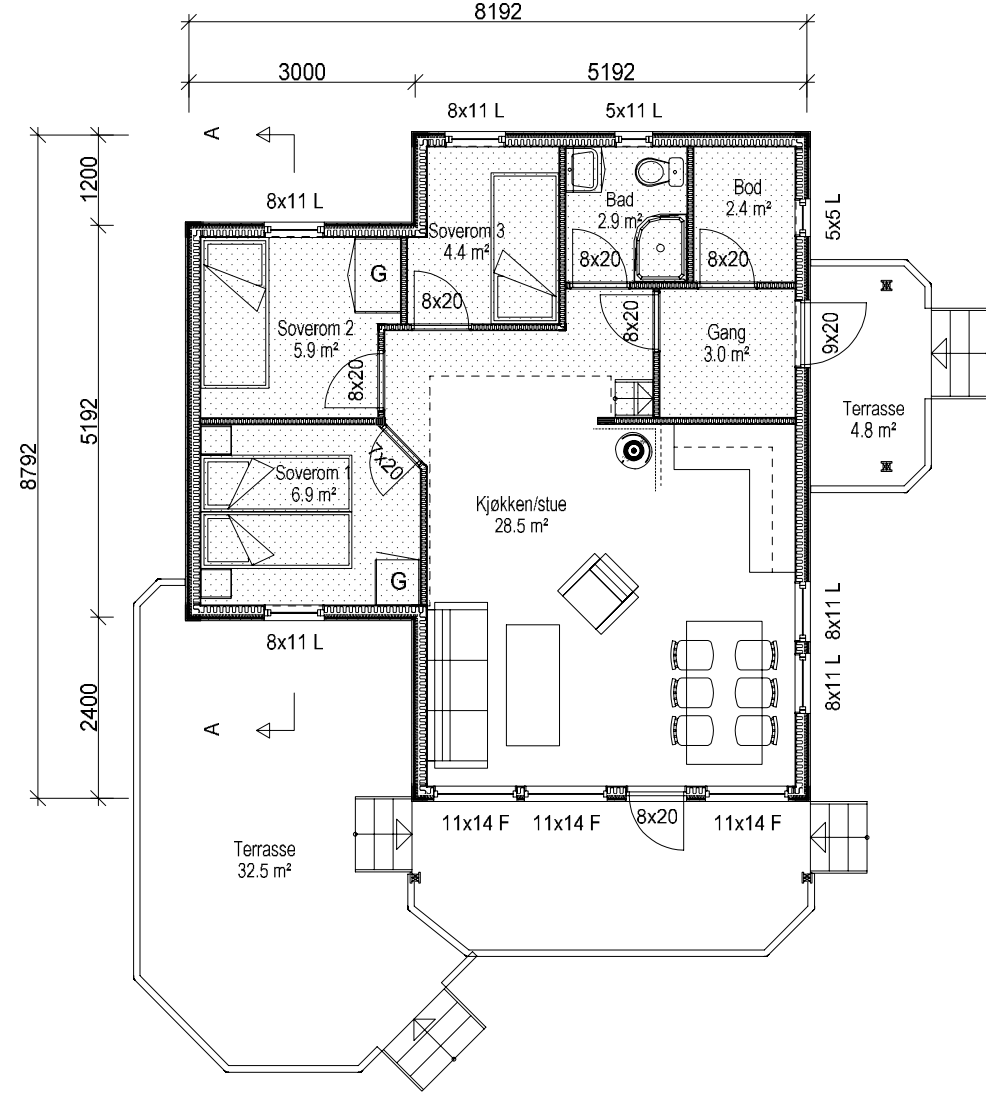 8192
3000
5192
8x11 L
5x11 L
A
1200
8x11 L
Soverom 3
4.4 m²
Bad
2.9 m²
Bod
2.4 m²
5x5 L
G
8x20
8x20
8x20
Soverom 2
5.9 m²
8x20
8x20
Gang
3.0 m²
9x20
Terrasse
4.8 m²
5192
8792
7x20
Soverom 1
6.9 m²
Kjøkken/stue
28.5 m²
G
8x11 L
8x11 L
8x11 L
2400
A
11x14 F
11x14 F
8x20
11x14 F
Terrasse
32.5 m²